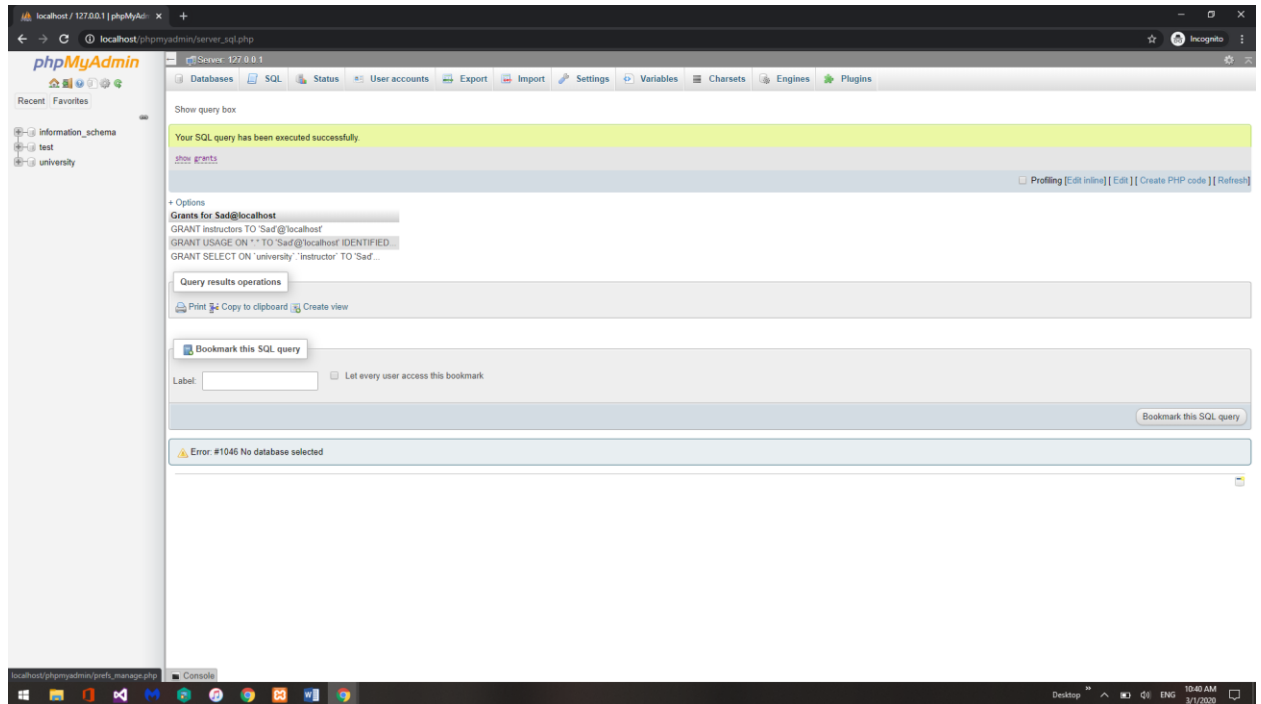 localhost / 127.0.0.1 | phpMyAd
localhost/phpmyadmin/server_sql.php
Incognito
phpMyAdmin
Recent Favorites
information_schema
test
university
Server: 127.0.0.1
Databases SQL Status User accounts Export Import Settings Variables Charsets Engines Plugins
Show query box
Your SQL query has been executed successfully.
show grants
Profiling [Edit inline] [ Edit ] [ Create PHP code ] [ Refresh]
+ Options
Grants for Sad@localhost
GRANT instructors TO 'Sad'@'localhost'
GRANT USAGE ON *.* TO 'Sad'@'localhost' IDENTIFIED...
GRANT SELECT ON `university`.`instructor` TO 'Sad'...
Query results operations
Print Copy to clipboard Create view
Bookmark this SQL query
Label: Let every user access this bookmark
Bookmark this SQL query
Error: #1046 No database selected
localhost/phpmyadmin/prefs_manage.php
Console
Desktop ENG 10:40 AM
3/1/2020